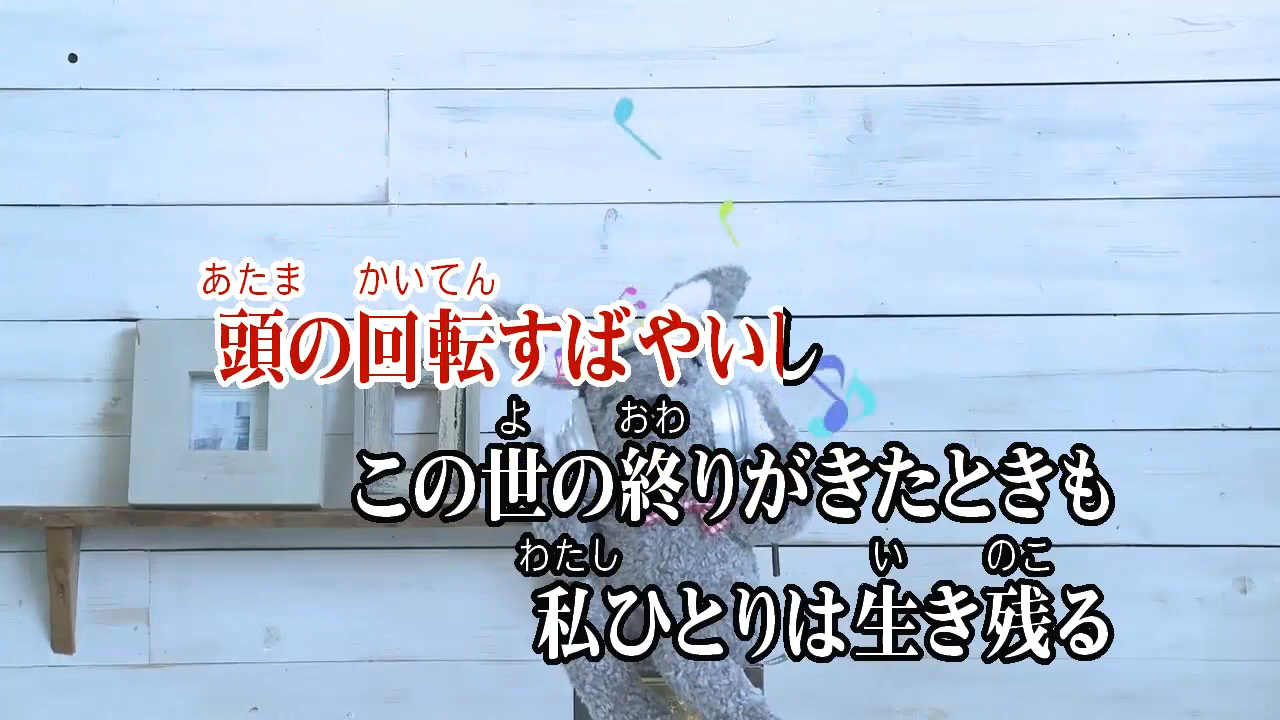 あたま かいてん
頭の回転すばやいし
よ おわ
この世の終りがきたときも
わたし い のこ
私ひとりは生き残る